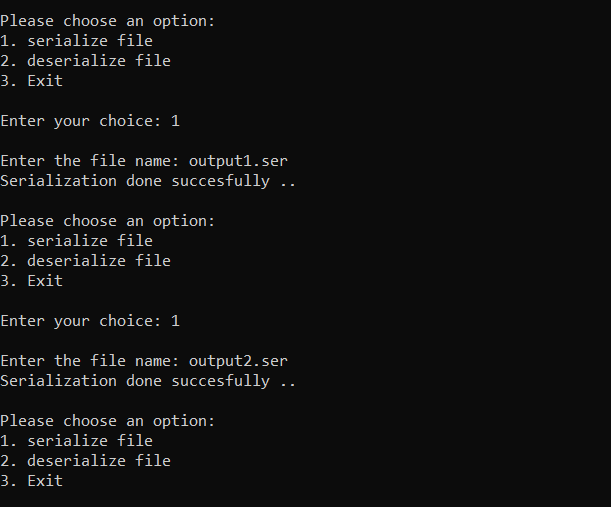 Please choose an option:
1. serialize file
2. deserialize file
3. Exit
Enter your choice: 1
Enter the file name: output1.ser
Serialization done succesfully ..
Please choose an option:
1. serialize file
2. deserialize file
3. Exit
Enter your choice: 1
Enter the file name: output2.ser
Serialization done succesfully ..
Please choose an option:
1. serialize file
2. deserialize file
3. Exit